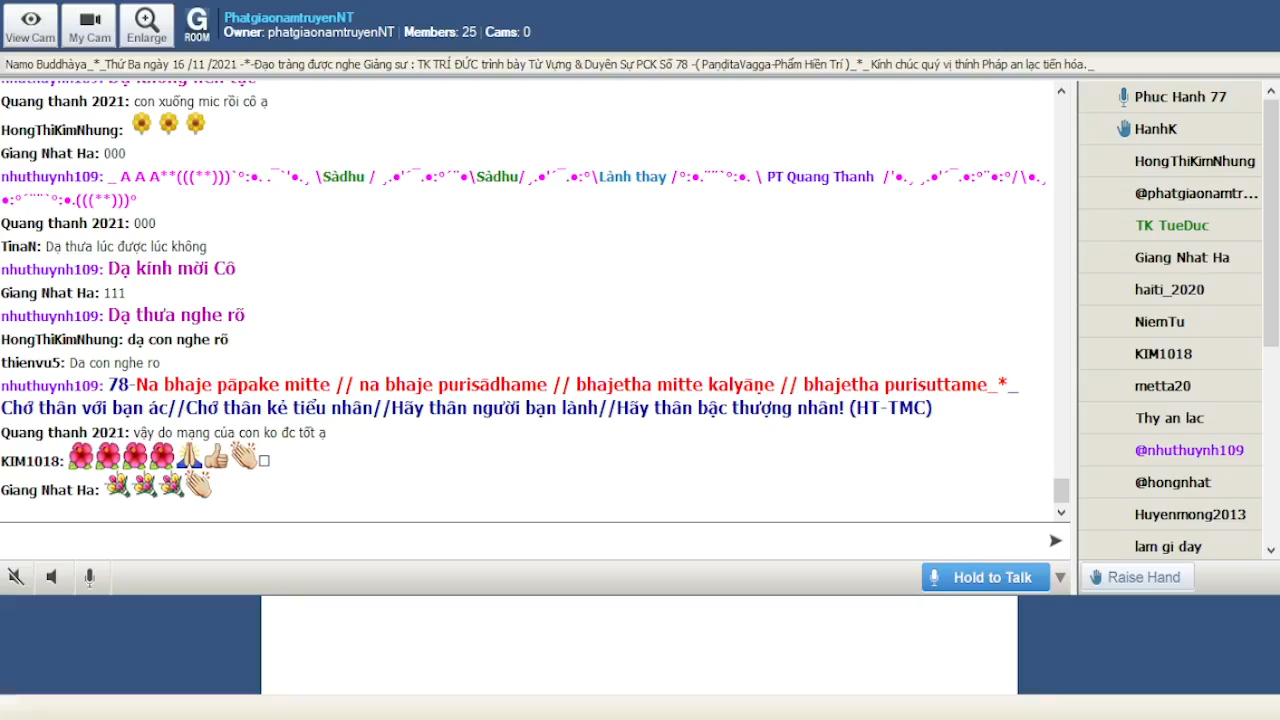 View Cam
My Cam
Enlarge
G
ROOM
PhatgiaonamtruyenNT
Owner: phatgiaonamtruyenNT | Members: 25 | Cams: 0
Namo Buddhàya_*_Thứ Ba ngày 16 /11 /2021 -*-Đạo tràng được nghe Giảng sư : TK TRÍ ĐỨC trình bày Từ Vựng & Duyên Sự PCK Số 78 -( PaṇḍitaVagga-Phẩm Hiền Trí )_*_ Kính chúc quý vị thính Pháp an lạc tiến hóa._
Quang thanh 2021: con xuống mic rồi cô ạ
HongThiKimNhung:
Giang Nhat Ha: 000
nhuthuynh109: _ A A A**(((**)))`°:•. .¯`'•.¸ \Sàdhu / ¸.•'´¯.•:°´¨•\Sàdhu/¸.•'´¯.•:°\Lành thay /°:•.¨¨`°:•. \ PT Quang Thanh /'•.¸ ¸.•'´¯.•:°¨•:°/\•.¸
•:°´¨¨`°:•.(((**)))°
Quang thanh 2021: 000
TinaN: Dạ thưa lúc được lúc không
nhuthuynh109: Dạ kính mời Cô
Giang Nhat Ha: 111
nhuthuynh109: Dạ thưa nghe rõ
HongThiKimNhung: dạ con nghe rõ
thienvu5: Da con nghe ro
nhuthuynh109: 78-Na bhaje pāpake mitte // na bhaje purisādhame // bhajetha mitte kalyāṇe // bhajetha purisuttame_*_
Chớ thân với bạn ác//Chớ thân kẻ tiểu nhân//Hãy thân người bạn lành//Hãy thân bậc thượng nhân! (HT-TMC)
Quang thanh 2021: vậy do mạng của con ko đc tốt ạ
KIM1018:
Giang Nhat Ha:
Phuc Hanh 77
HanhK
HongThiKimNhung
@phatgiaonamtr...
TK TueDuc
Giang Nhat Ha
haiti_2020
NiemTu
KIM1018
metta20
Thy an lac
@nhuthuynh109
@hongnhat
Huyenmong2013
lam gi day
Hold to Talk
Raise Hand